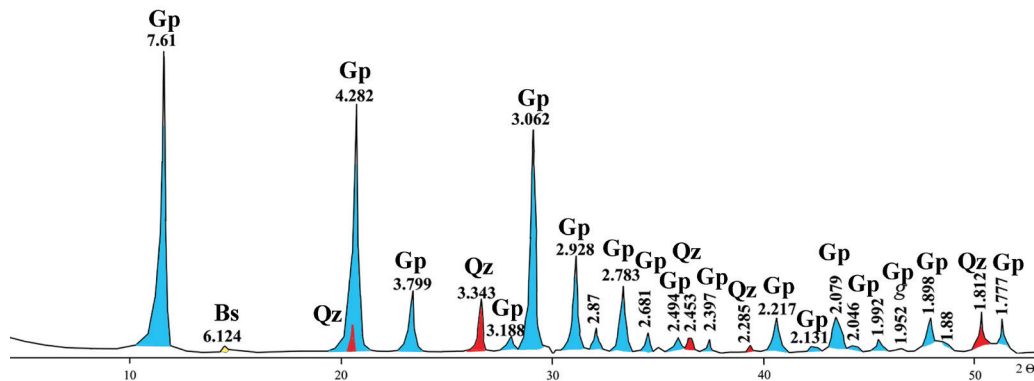 Gp
7.61
Bs
6.124
Qz
Gp
4.282
Gp
3.799
Qz
3.343
Gp
3.188
Gp
3.062
Gp
2.928
2.87
Gp
2.783
Gp
2.681
Gp
2.494
Qz
2.453
Gp
2.397
Qz
2.285
Gp
2.217
Gp
2.131
Gp
2.079
Gp
2.046
1.992
Gp
1.952
Gp
1.898
1.88
Qz
1.812
Gp
1.777
10
20
30
40
50